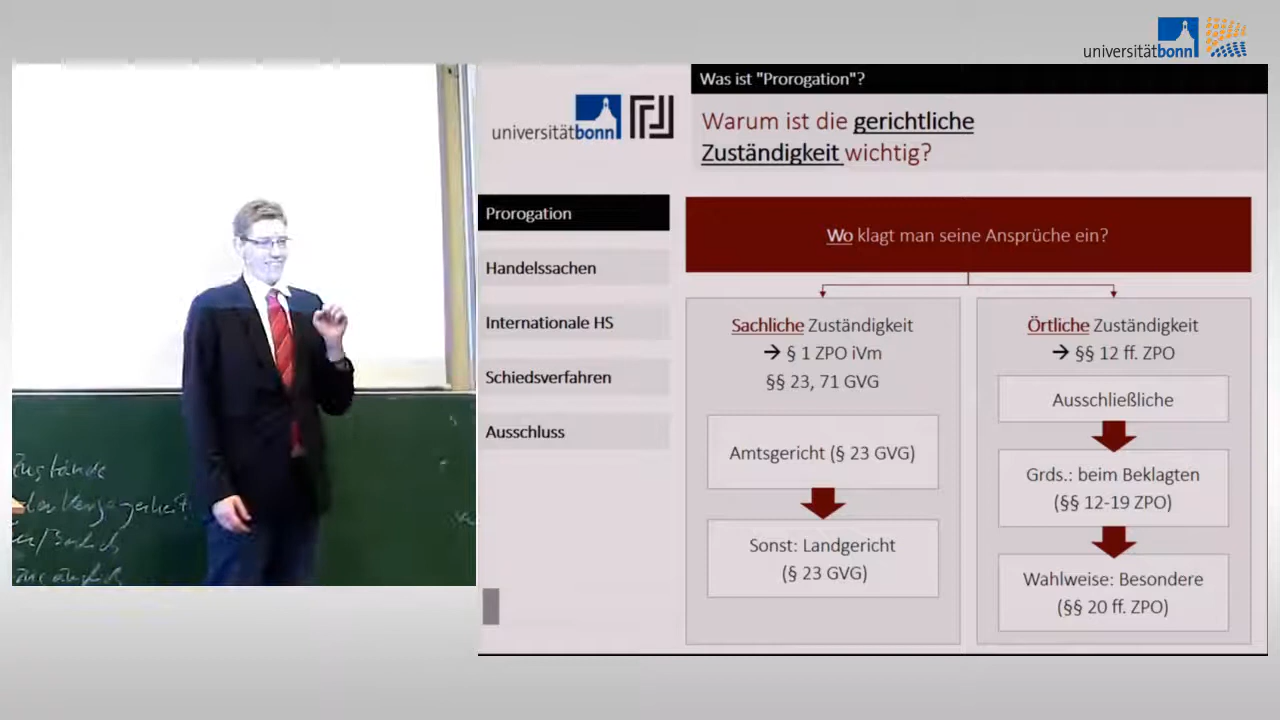 universitätbonn
Was ist "Prorogation"?
universitätbonn
Warum ist die gerichtliche
Zuständigkeit wichtig?
Prorogation
Handelssachen
Internationale HS
Schiedsverfahren
Ausschluss
Wo klagt man seine Ansprüche ein?
Sachliche Zuständigkeit
→ § 1 ZPO iVm
§§ 23, 71 GVG
Amtsgericht (§ 23 GVG)
Sonst: Landgericht
(§ 23 GVG)
Örtliche Zuständigkeit
→ §§ 12 ff. ZPO
Ausschließliche
Grds.: beim Beklagten
(§§ 12-19 ZPO)
Wahlweise: Besondere
(§§ 20 ff. ZPO)
Zustände